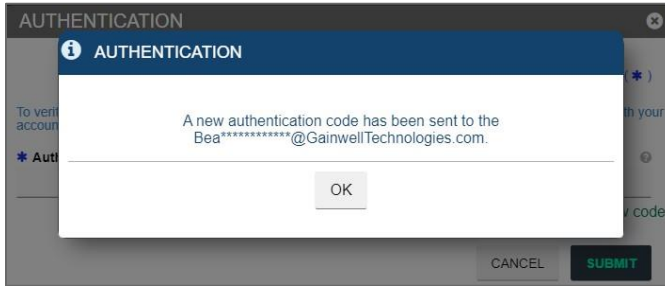 AUTHENTICATION
AUTHENTICATION
( * )
To verif
th your
accoun
A new authentication code has been sent to the
Bea************@GainwellTechnologies.com.
* Auth
OK
w code
CANCEL
SUBMIT